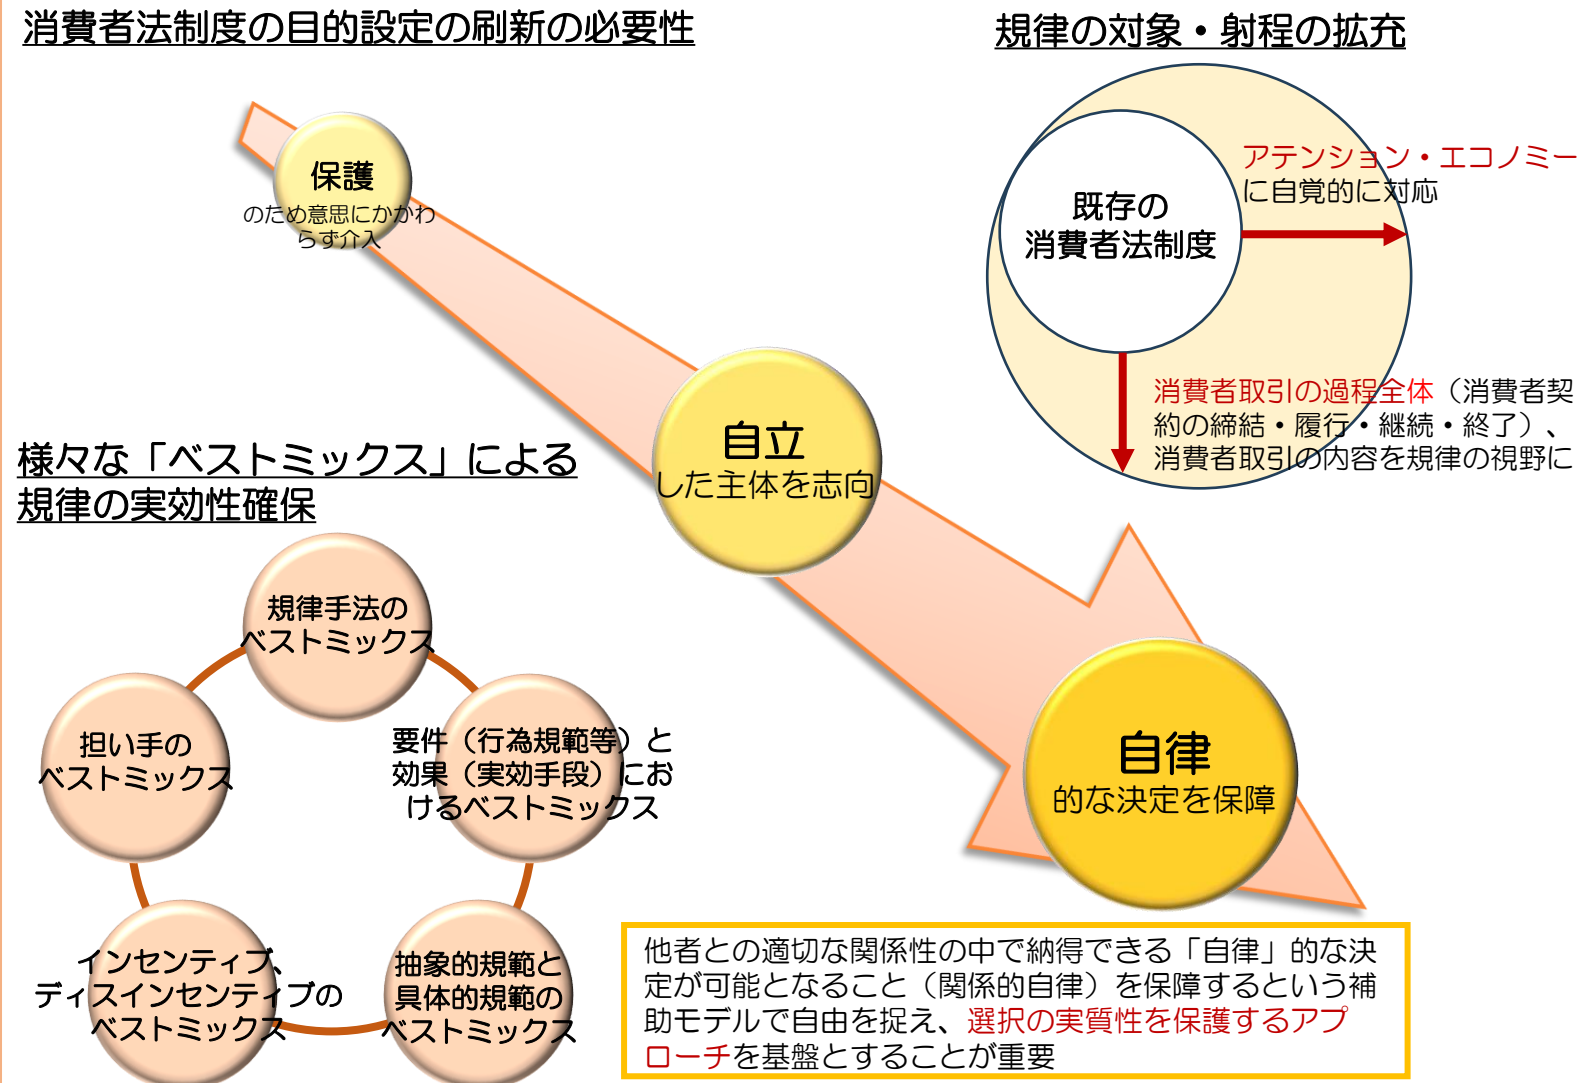 消費者法制度の目的設定の刷新の必要性
保護
のため意思にかかわ
らず介入
自立
した主体を志向
自律
的な決定を保障
他者との適切な関係性の中で納得できる「自律」的な決
定が可能となること（関係的自律）を保障するという補
助モデルで自由を捉え、選択の実質性を保護するアプ
ローチを基盤とすることが重要
規律の対象・射程の拡充
既存の
消費者法制度
アテンション・エコノミー
に自覚的に対応
消費者取引の過程全体（消費者契
約の締結・履行・継続・終了）、
消費者取引の内容を規律の視野に
様々な「ベストミックス」による
規律の実効性確保
規律手法の
ベストミックス
要件（行為規範等）と
効果（実効手段）にお
けるベストミックス
抽象的規範と
具体的規範の
ベストミックス
インセンティブ、
ディスインセンティブの
ベストミックス
担い手の
ベストミックス